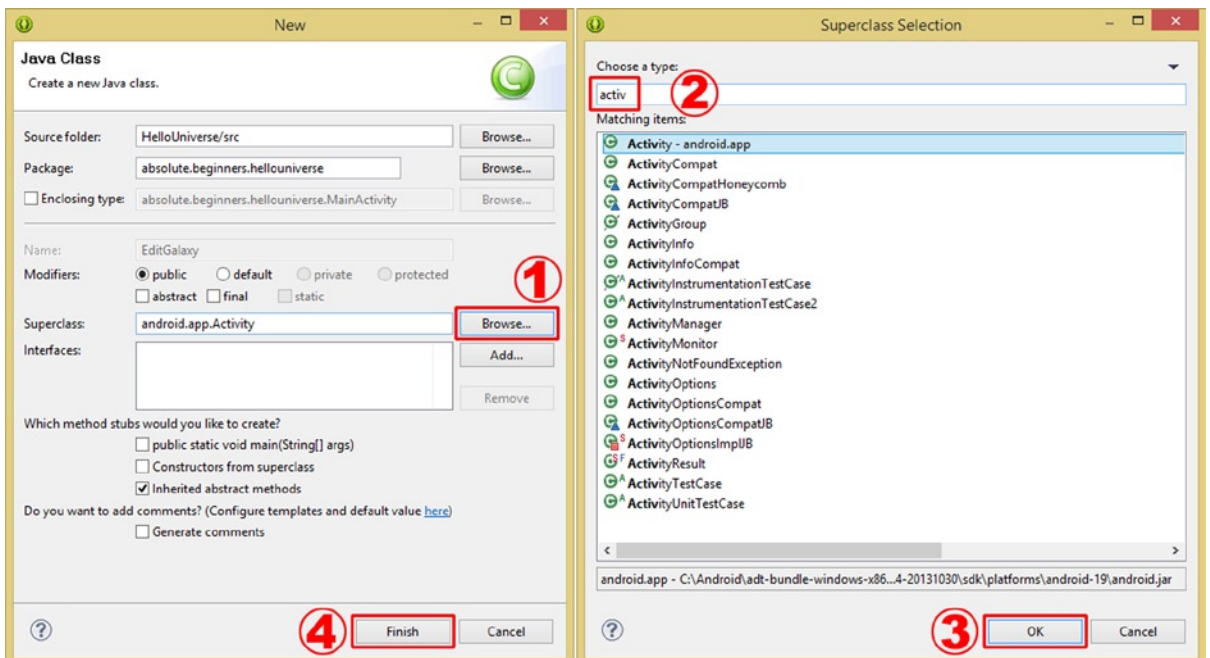 New
Java Class
Create a new Java class.
Source folder: HelloUniverse/src Browse...
Package: absolute.beginners.hellouniverse Browse...
Enclosing type: absolute.beginners.hellouniverse.MainActivity Browse...
Name: EditGalaxy
Modifiers: public default private protected
abstract final static
1
Superclass: android.app.Activity Browse...
Interfaces: Add...
Remove
Which method stubs would you like to create?
public static void main(String[] args)
Constructors from superclass
Inherited abstract methods
Do you want to add comments? (Configure templates and default value here)
Generate comments
? 4 Finish Cancel
Superclass Selection
Choose a type:
activ 2
Matching items:
Activity - android.app
ActivityCompat
ActivityCompatHoneycomb
ActivityCompatJB
ActivityGroup
ActivityInfo
ActivityInfoCompat
ActivityInstrumentationTestCase
ActivityInstrumentationTestCase2
ActivityManager
ActivityMonitor
ActivityNotFoundException
ActivityOptions
ActivityOptionsCompat
ActivityOptionsCompatJB
ActivityOptionsImplJB
ActivityResult
ActivityTestCase
ActivityUnitTestCase
android.app - C:\Android\adt-bundle-windows-x86...4-20131030\sdk\platforms\android-19\android.jar
? 3 OK Cancel